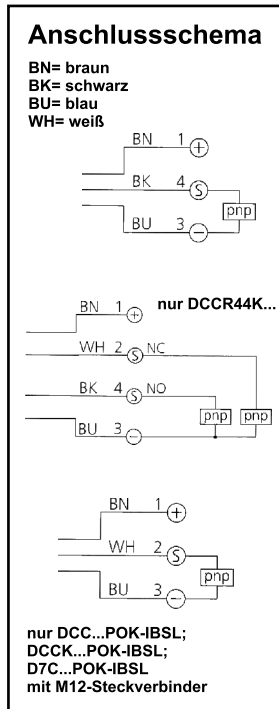 Anschlussschema
BN= braun
BK= schwarz
BU= blau
WH= weiß
BN 1 +
BK 4 S
pnp
BU 3 −
nur DCCR44K...
BN 1 +
WH 2 S NC
BK 4 S NO
pnp pnp
BU 3 −
BN 1 +
WH 2 S
pnp
BU 3 −
nur DCC...POK-IBSL;
DCCK...POK-IBSL;
D7C...POK-IBSL
mit M12-Steckverbinder